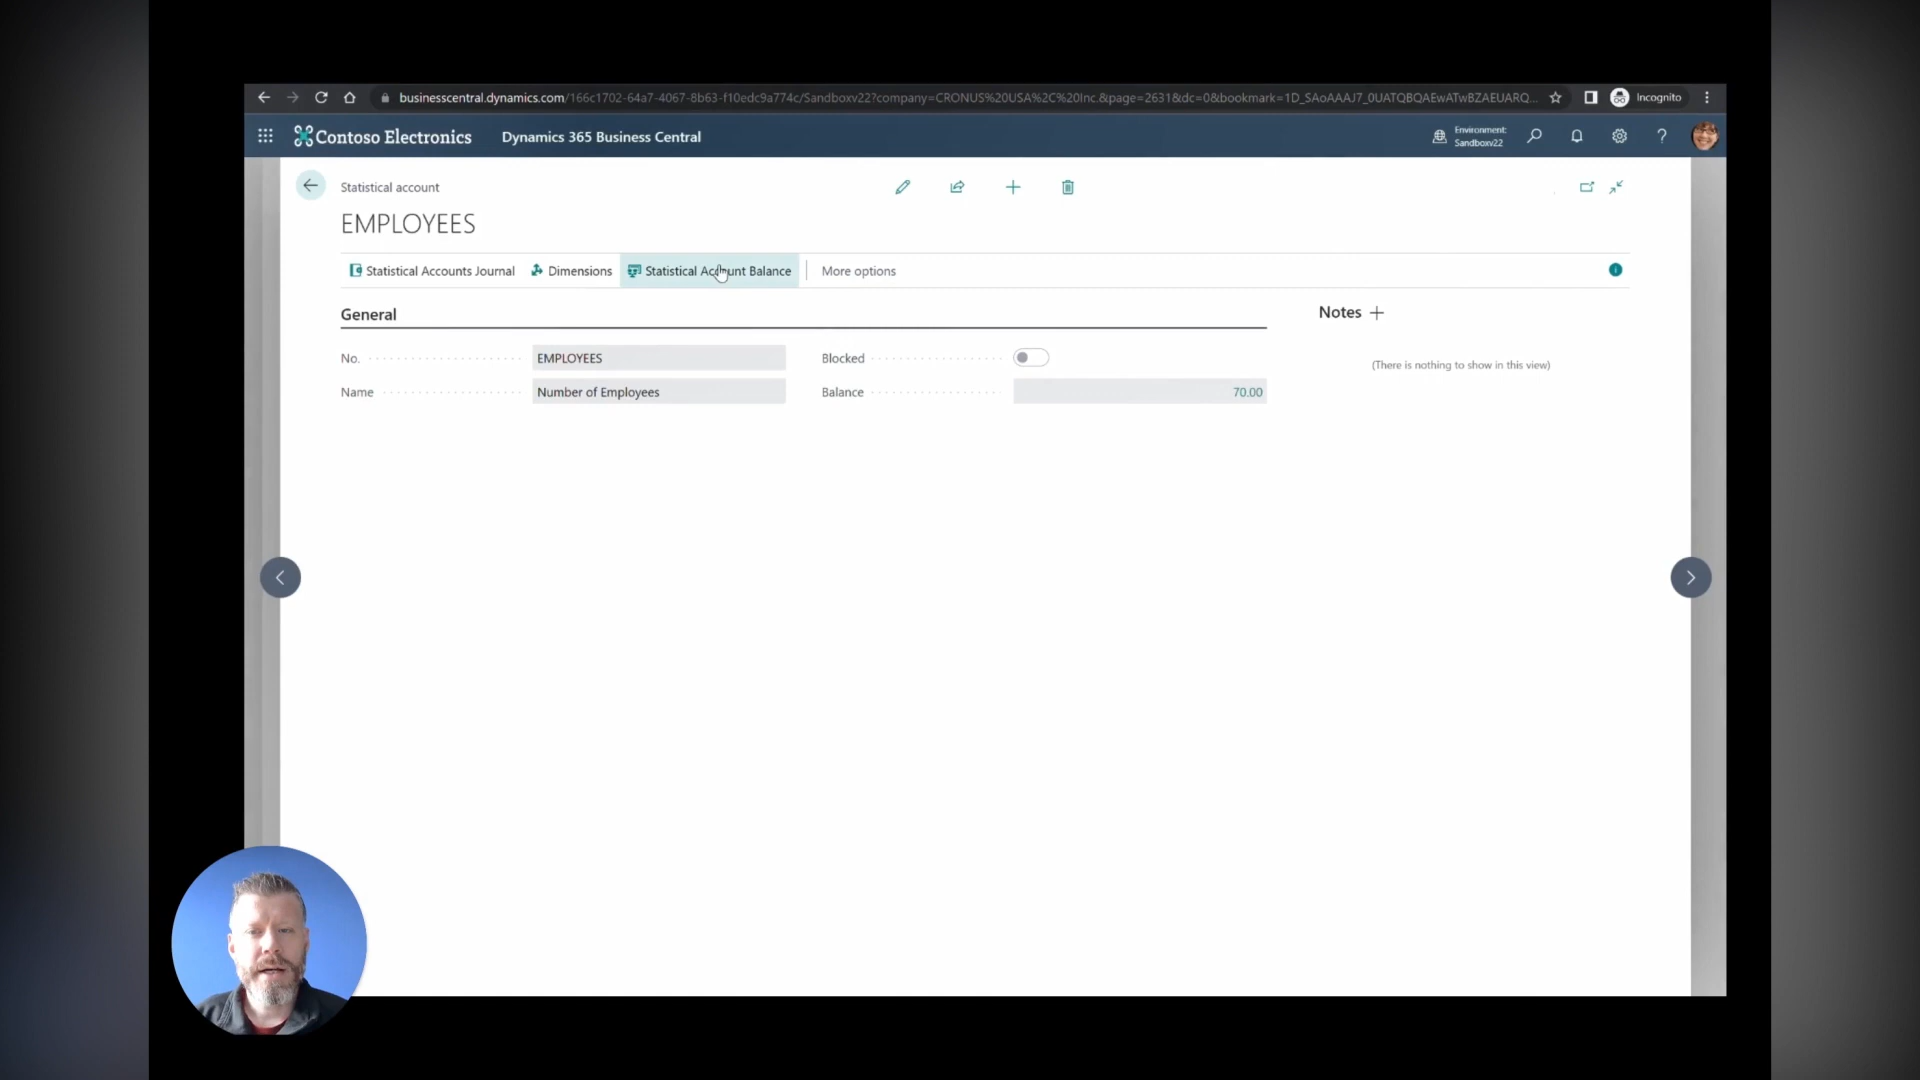 businesscentral.dynamics.com/166c1702-64a7-4067-8b63-f10edc9a774c/Sandboxv22?company=CRONUS%20USA%2C%20Inc.&page=2631&dc=0&bookmark=1D_SAoAAAJ7_0UATQBQAEwATwBZAEUARQ...
Incognito
Contoso Electronics
Dynamics 365 Business Central
Environment:
Sandboxv22
?
Statistical account
EMPLOYEES
Statistical Accounts Journal
Dimensions
Statistical Account Balance
More options
General
Notes
No.
EMPLOYEES
Blocked
(There is nothing to show in this view)
Name
Number of Employees
Balance
70.00